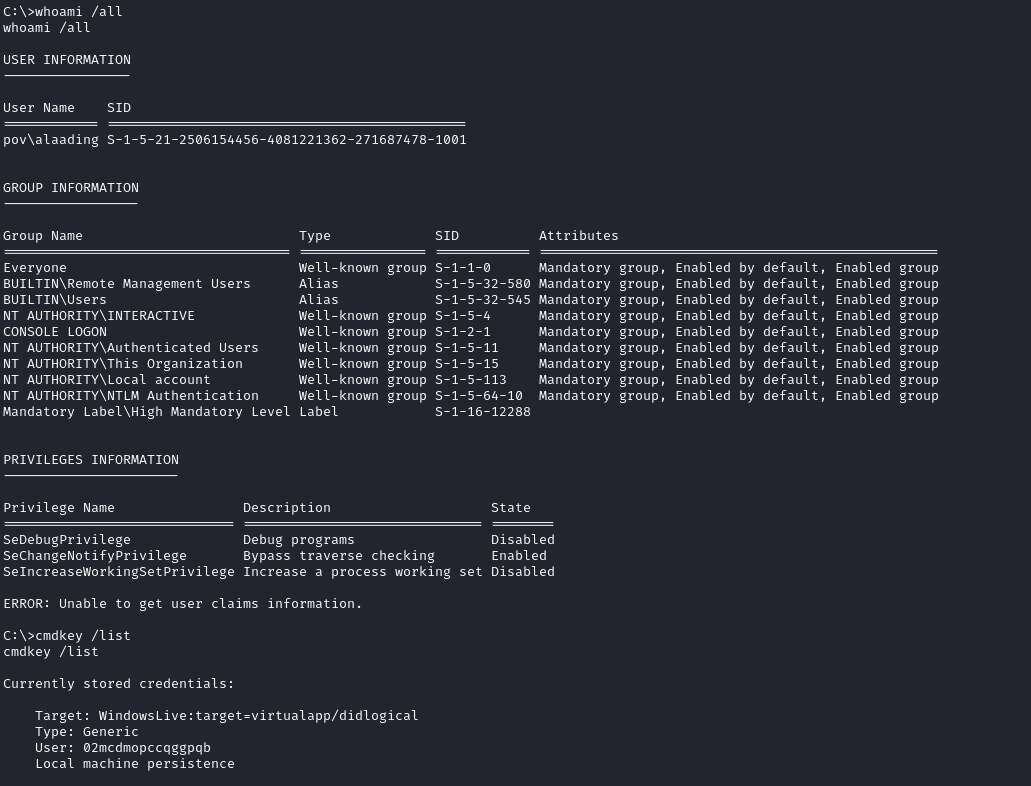 C:\>whoami /all
whoami /all
USER INFORMATION
----------------
User Name    SID
============ =============================================
pov\alaading S-1-5-21-2506154456-4081221362-271687478-1001
GROUP INFORMATION
-----------------
Group Name                           Type             SID          Attributes
==================================== ================ ============ ==================================================
Everyone                             Well-known group S-1-1-0      Mandatory group, Enabled by default, Enabled group
BUILTIN\Remote Management Users      Alias            S-1-5-32-580 Mandatory group, Enabled by default, Enabled group
BUILTIN\Users                        Alias            S-1-5-32-545 Mandatory group, Enabled by default, Enabled group
NT AUTHORITY\INTERACTIVE             Well-known group S-1-5-4      Mandatory group, Enabled by default, Enabled group
CONSOLE LOGON                        Well-known group S-1-2-1      Mandatory group, Enabled by default, Enabled group
NT AUTHORITY\Authenticated Users     Well-known group S-1-5-11     Mandatory group, Enabled by default, Enabled group
NT AUTHORITY\This Organization       Well-known group S-1-5-15     Mandatory group, Enabled by default, Enabled group
NT AUTHORITY\Local account           Well-known group S-1-5-113    Mandatory group, Enabled by default, Enabled group
NT AUTHORITY\NTLM Authentication     Well-known group S-1-5-64-10  Mandatory group, Enabled by default, Enabled group
Mandatory Label\High Mandatory Level Label            S-1-16-12288
PRIVILEGES INFORMATION
----------------------
Privilege Name                Description                    State
============================= ============================== ========
SeDebugPrivilege              Debug programs                 Disabled
SeChangeNotifyPrivilege       Bypass traverse checking       Enabled
SeIncreaseWorkingSetPrivilege Increase a process working set Disabled
ERROR: Unable to get user claims information.
C:\>cmdkey /list
cmdkey /list
Currently stored credentials:
Target: WindowsLive:target=virtualapp/didlogical
Type: Generic
User: 02mcdmopccqggpqb
Local machine persistence